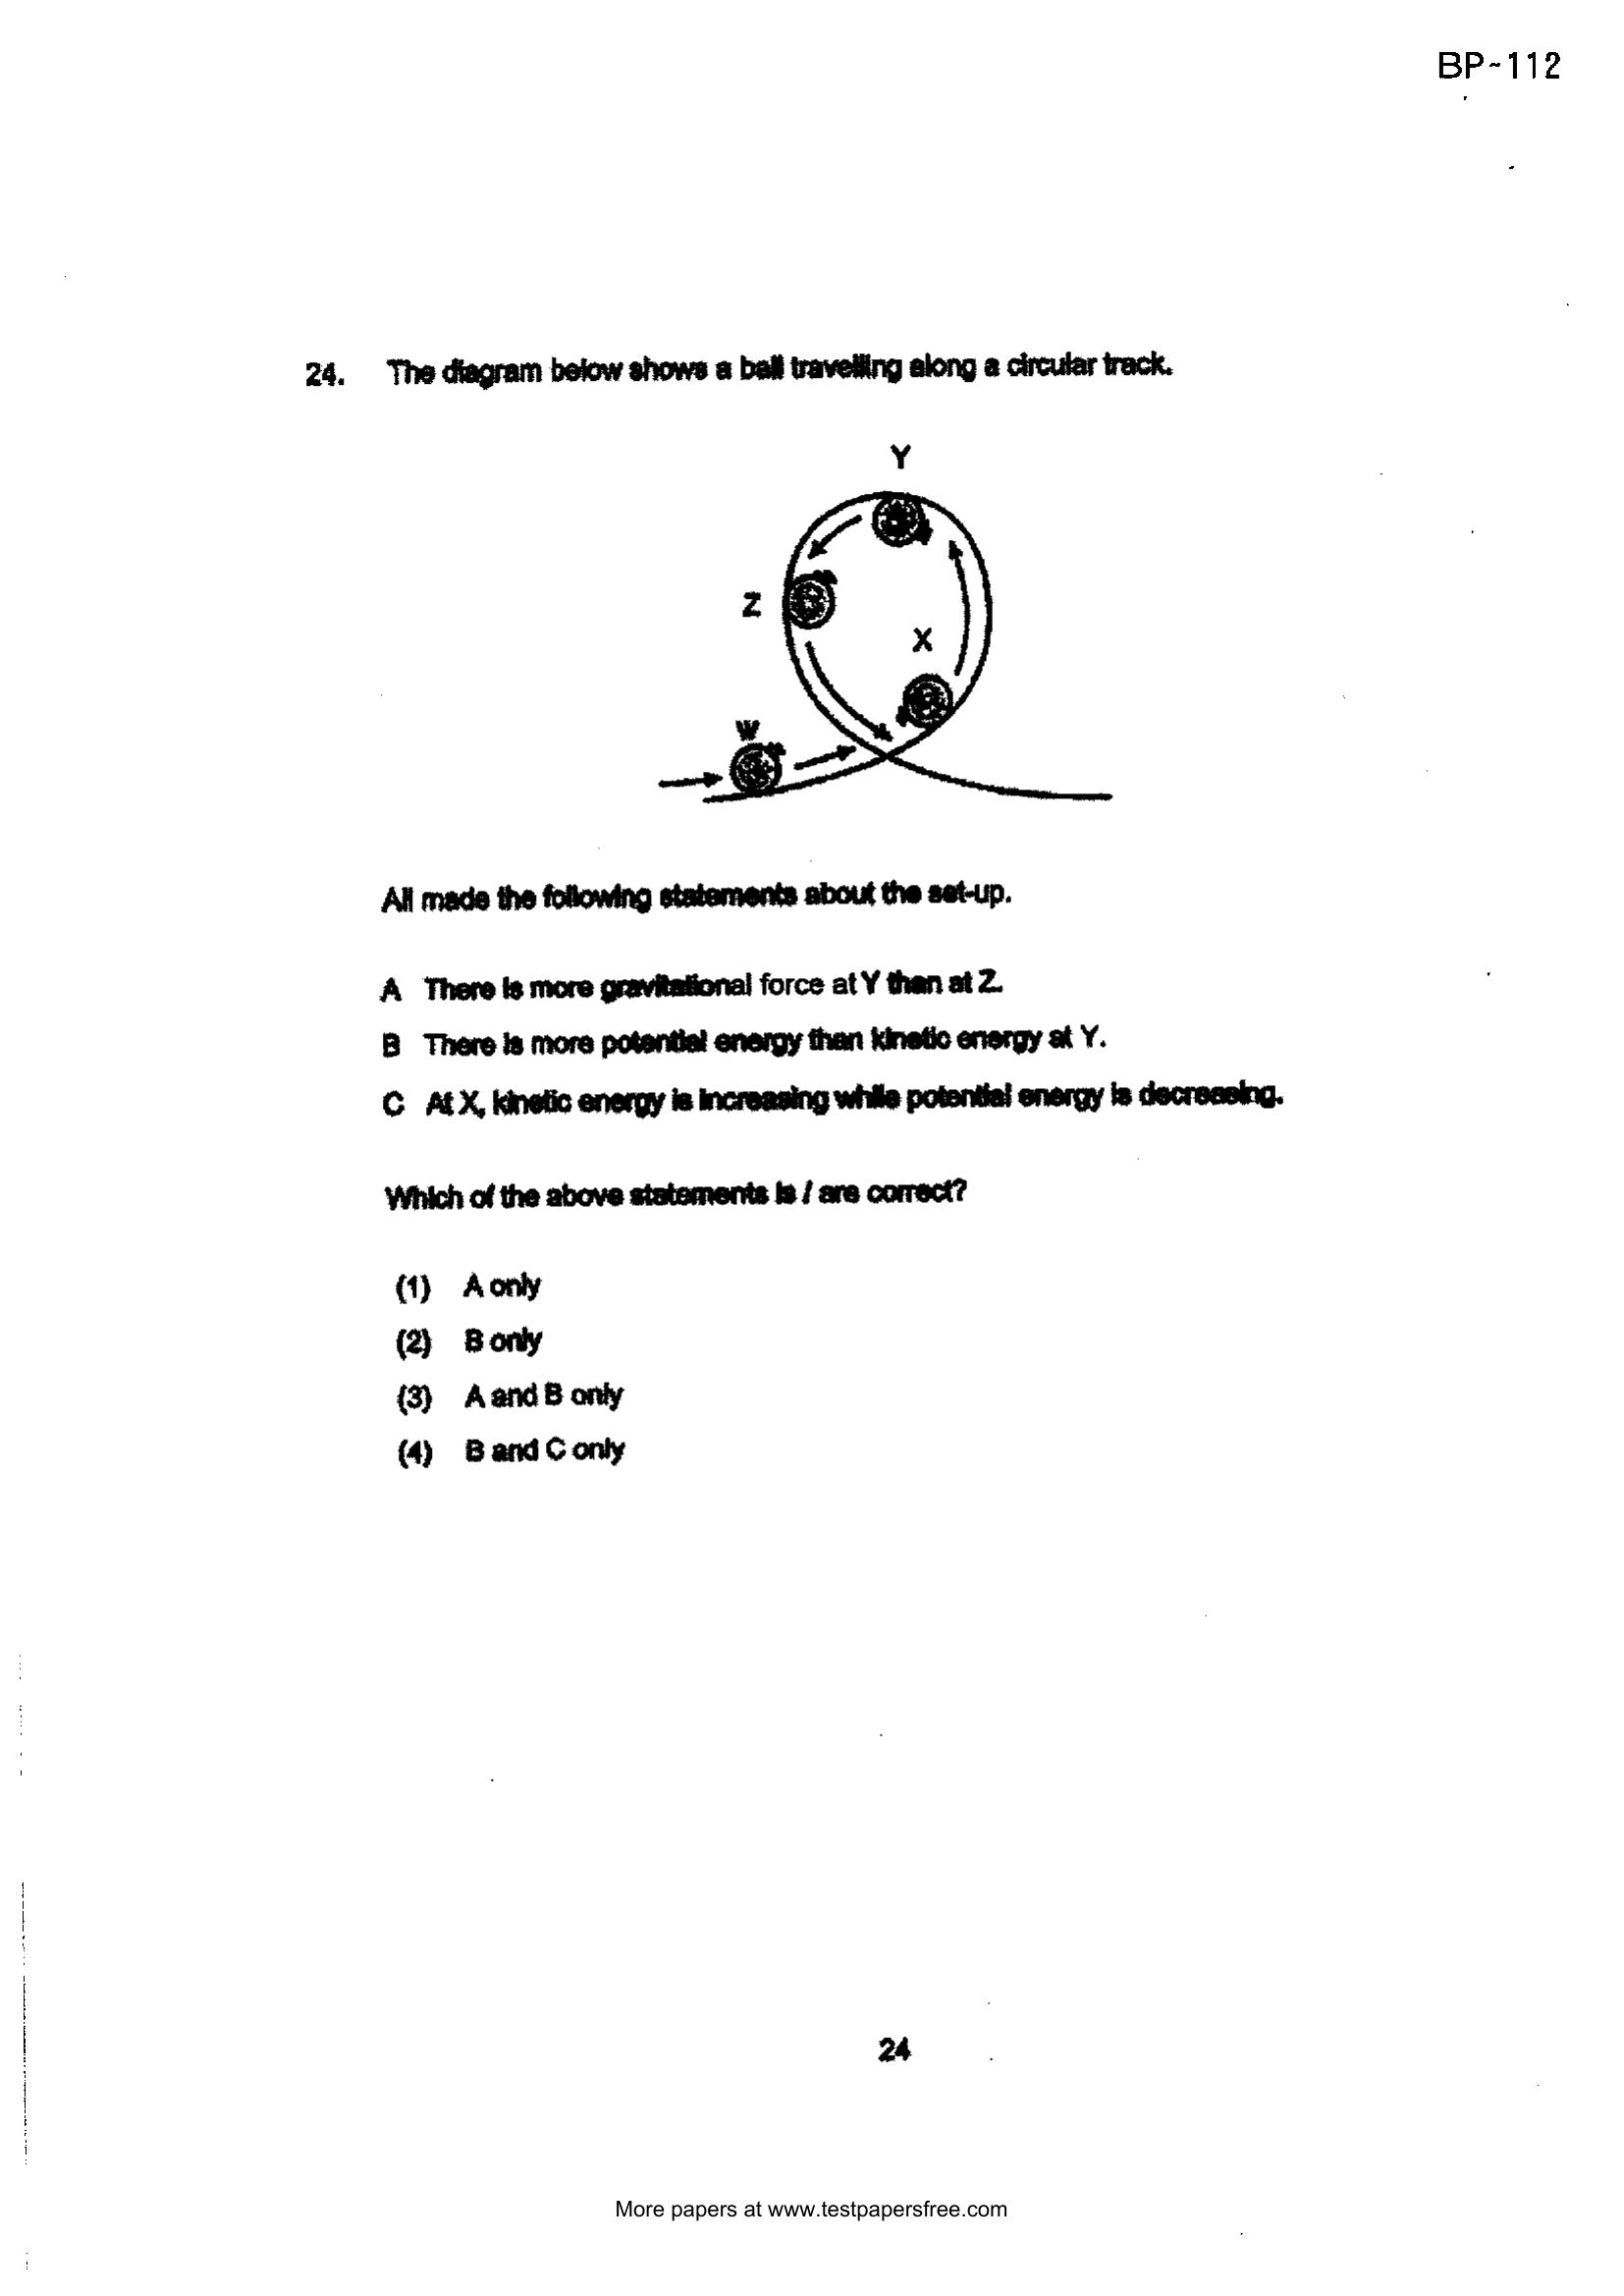 BP-112
24. The diagram below shows a ball travelling along a circular track.
Y
Z
X
W
Ali made the following statements about the set-up.
A There is more gravitational force at Y than at Z.
B There is more potential energy than kinetic energy at Y.
C At X, kinetic energy is increasing while potential energy is decreasing.
Which of the above statements is / are correct?
(1) A only
(2) B only
(3) A and B only
(4) B and C only
24
More papers at www.testpapersfree.com